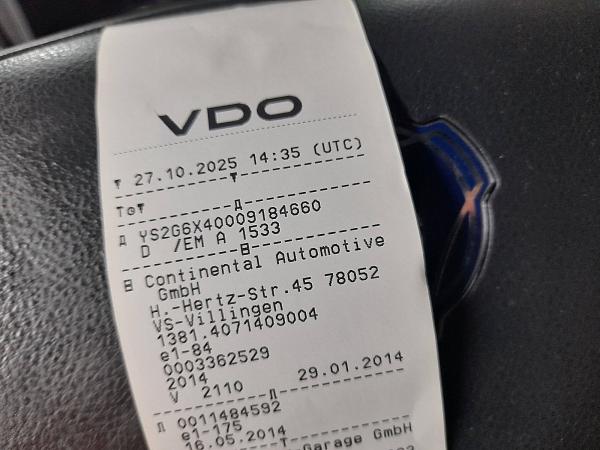 VDO
▼ 27.10.2025 14:35 (UTC)
----------▼----------
T⊙▼
----------A----------
A YS2G6X40009184660
D /EM A 1533
----------B----------
B Continental Automotive
GmbH
H.-Hertz-Str.45 78052
VS-Villingen
1381.4071409004
e1-84
0003362529
2014
V 2110 29.01.2014
----------Л----------
Л 0011484592
e1-175
16.05.2014
----------T----------
-Garage GmbH